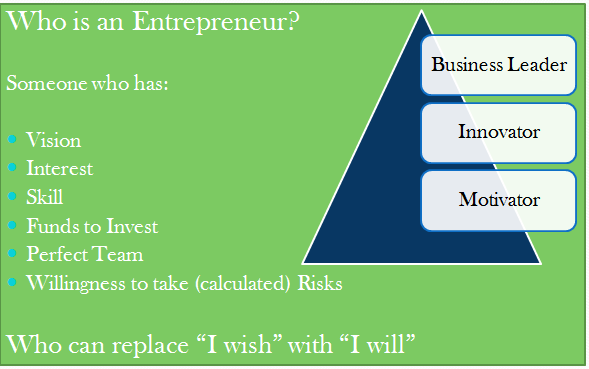 Who is an Entrepreneur?
Someone who has:
Vision
Interest
Skill
Funds to Invest
Perfect Team
Willingness to take (calculated) Risks
Who can replace “I wish” with “I will”
Business Leader
Innovator
Motivator